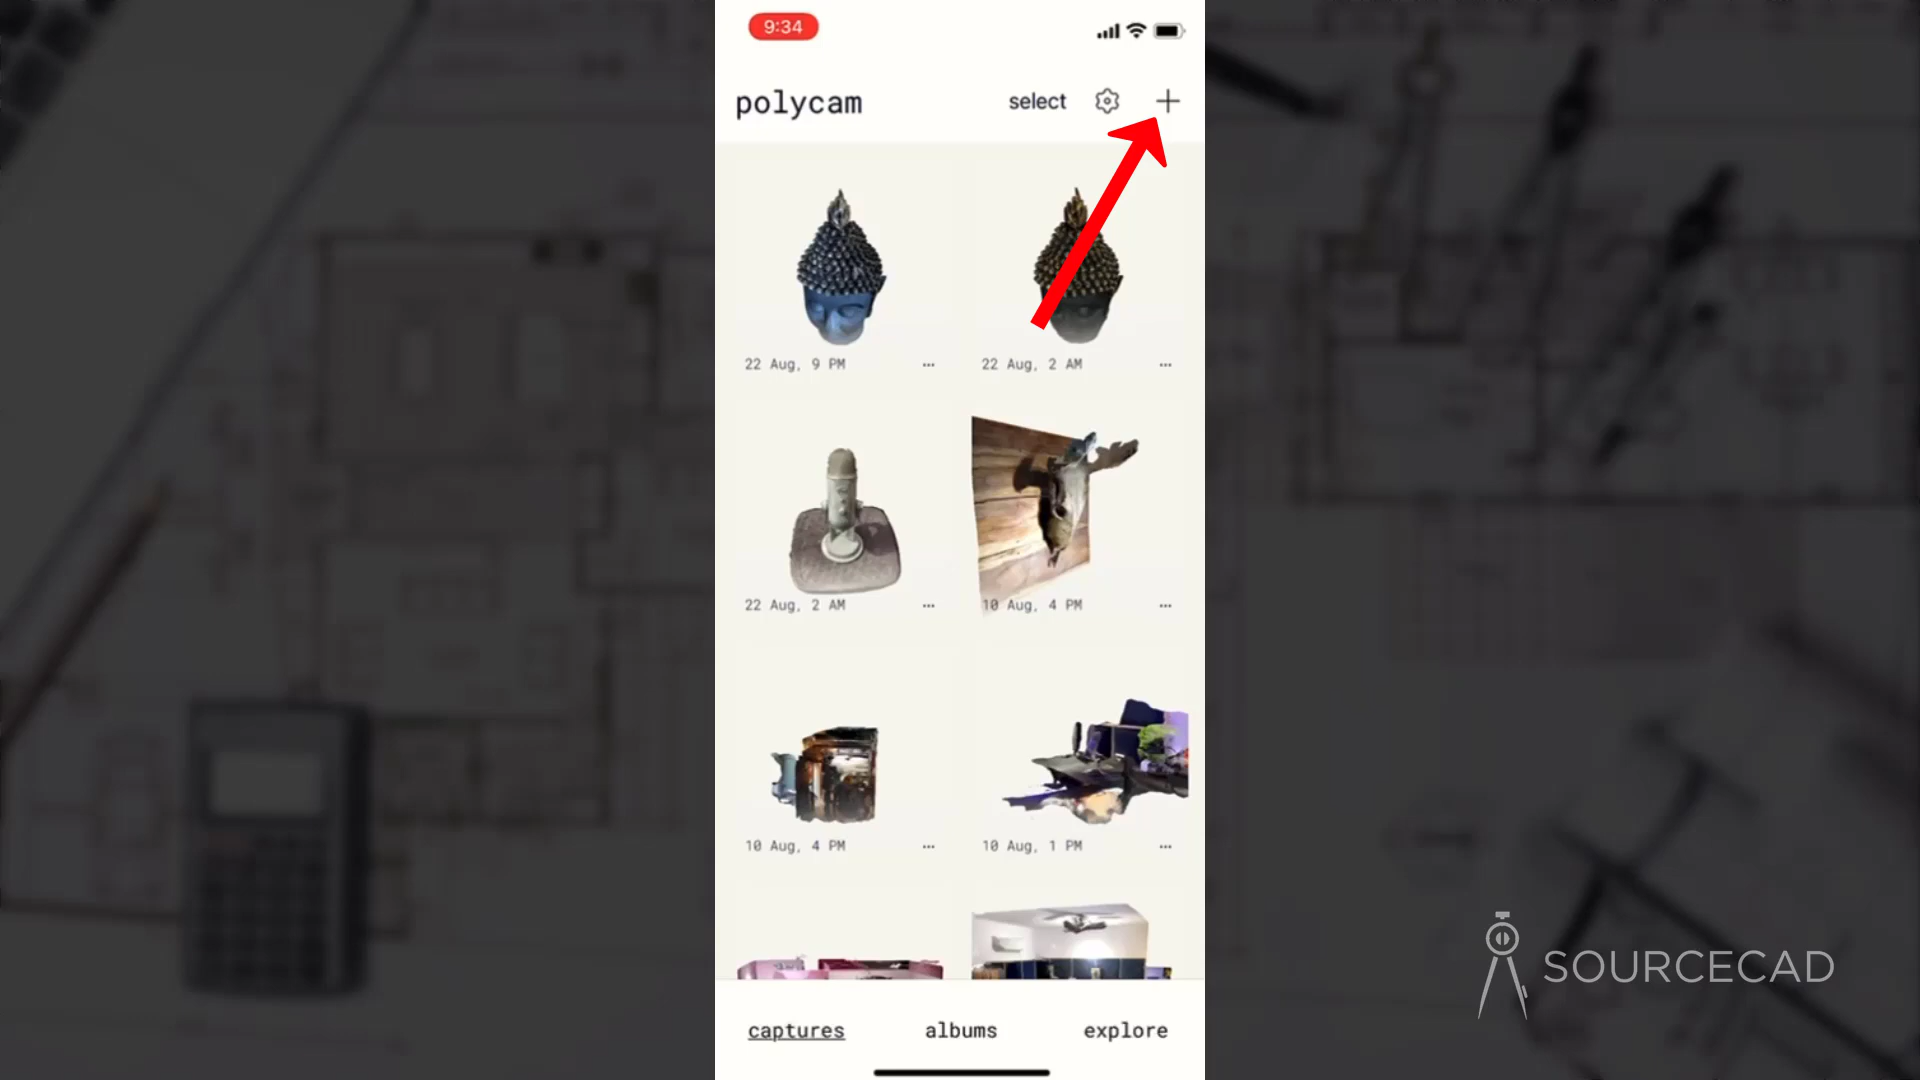 9:34
polycam
select
22 Aug, 9 PM
22 Aug, 2 AM
22 Aug, 2 AM
10 Aug, 4 PM
10 Aug, 4 PM
10 Aug, 1 PM
SOURCECAD
captures
albums
explore